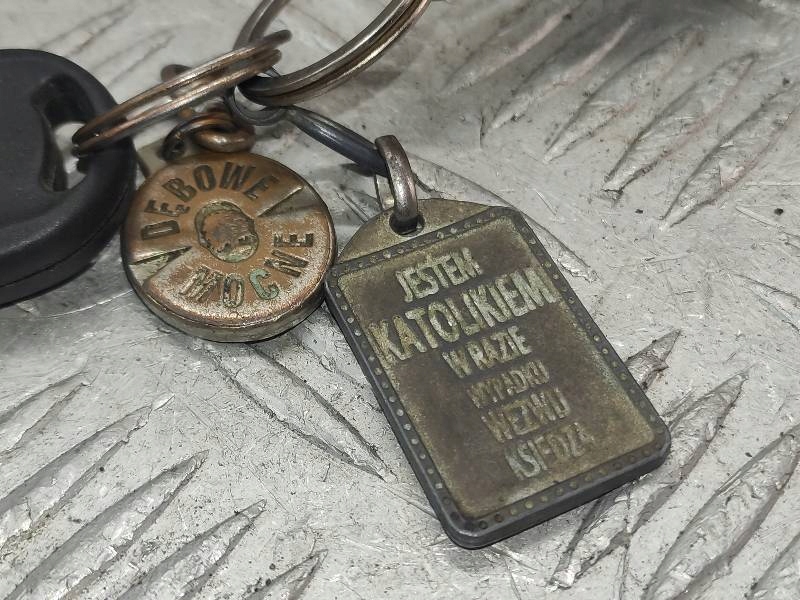 DĘBOWE
MOCNE
JESTEM
KATOLIKIEM
W RAZIE
WYPADKU
WEZWIJ
KSIĘDZA